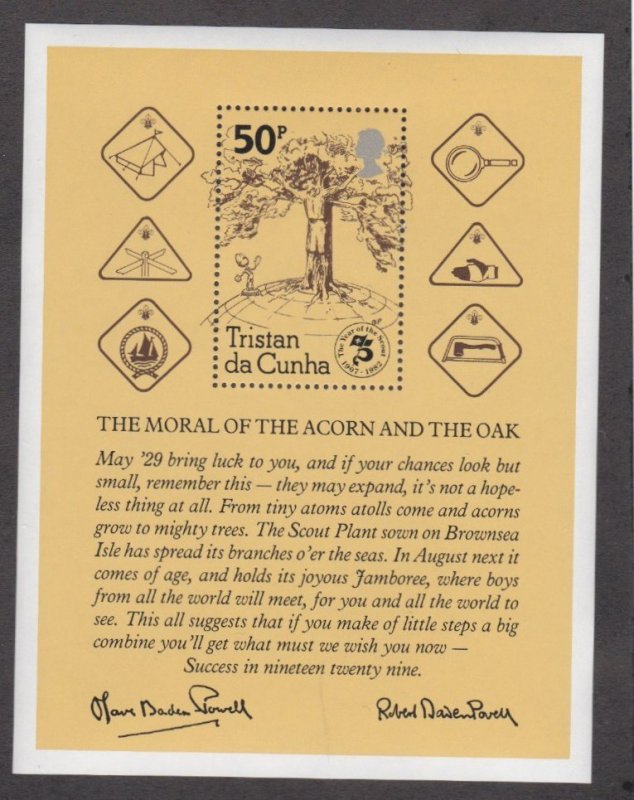 50P
Tristan
da Cunha
The Year of the Scout
75
1907-1982
THE MORAL OF THE ACORN AND THE OAK
May '29 bring luck to you, and if your chances look but
small, remember this — they may expand, it's not a hope-
less thing at all. From tiny atoms atolls come and acorns
grow to mighty trees. The Scout Plant sown on Brownsea
Isle has spread its branches o'er the seas. In August next it
comes of age, and holds its joyous Jamboree, where boys
from all the world will meet, for you and all the world to
see. This all suggests that if you make of little steps a big
combine you'll get what must we wish you now —
Success in nineteen twenty nine.
Olave Baden Powell
Robert Baden Powell